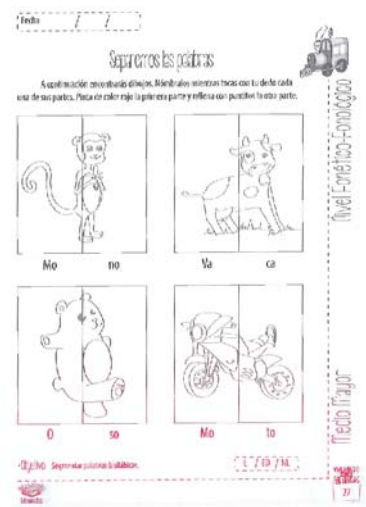 Fecha / /
Separemos las palabras
A continuación encontrarás dibujos. Nómbralos mientras tocas con tu dedo cada
una de sus partes. Pinta de color rojo la primera parte y rellena con puntitos la otra parte.
Mo no
Va ca
O so
Mo to
Objetivo: Segmentar palabras bisilábicas.
L / ED / NL
Nivel Fonético-Fonológico
Medio Mayor
27